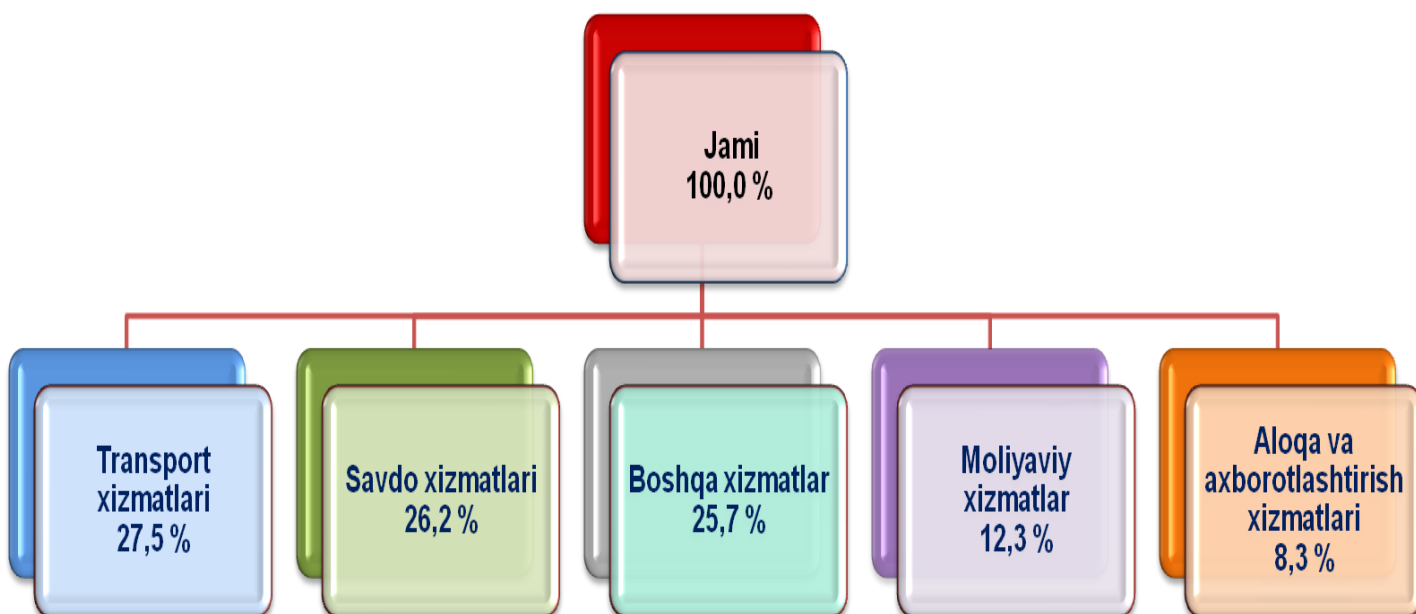 Jami
100,0 %
Transport
xizmatlari
27,5 %
Savdo xizmatlari
26,2 %
Boshqa xizmatlar
25,7 %
Moliyaviy
xizmatlar
12,3 %
Aloqa va
axborotlashtirish
xizmatlari
8,3 %